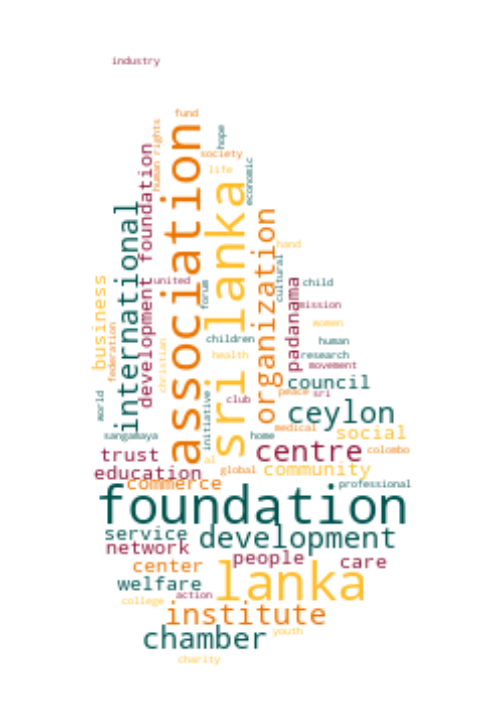 industry
fund
human rights
hope
association
society
life
economic
development foundation
sri lanka
international
organization
hand
cultural
business
united
forum
child
padanama
mission
federation
women
christian
children
human
health
research
movement
council
world
initiative
club
peace
sri
ceylon
sangamaya
home
medical
social
trust
al
centre
colombo
education
global
community
commerce
professional
foundation
service
development
network
people
care
center
welfare
lanka
college
action
institute
chamber
youth
charity